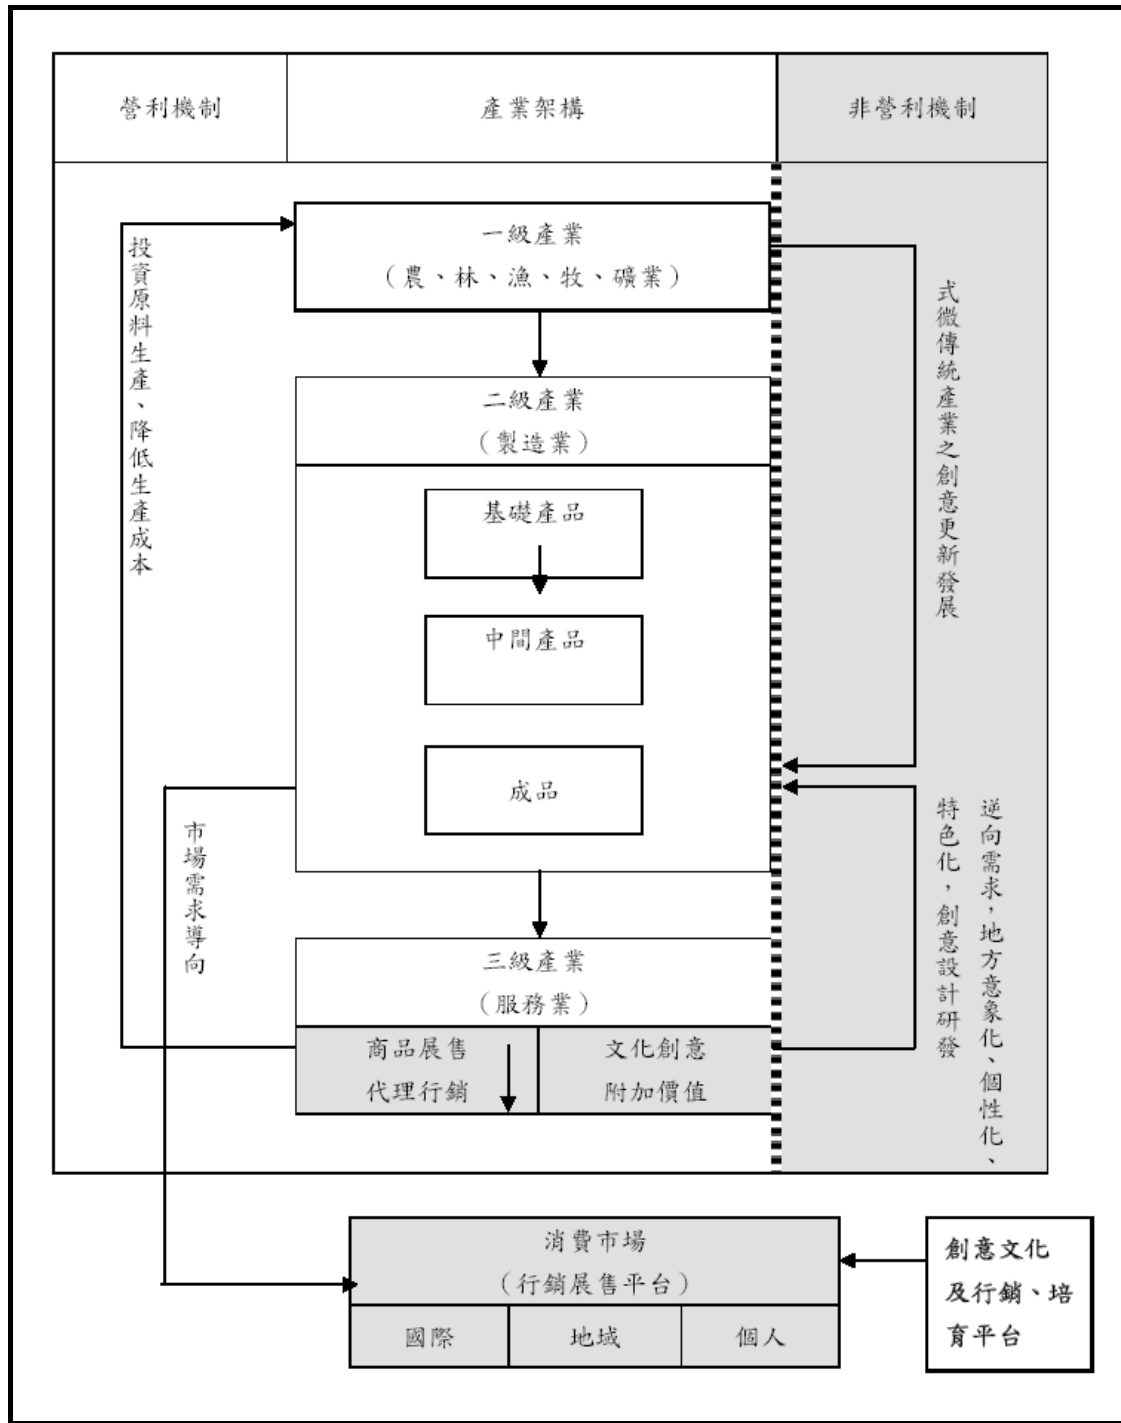 營利機制
產業架構
非營利機制
一級產業
（農、林、漁、牧、礦業）
投資原料生產、降低生產成本
式微傳統產業之創意更新發展
二級產業
（製造業）
基礎產品
中間產品
成品
市場需求導向
逆向需求，地方意象化、個性化、
特色化，創意設計研發
三級產業
（服務業）
商品展售
代理行銷
文化創意
附加價值
消費市場
（行銷展售平台）
國際
地域
個人
創意文化
及行銷、培
育平台